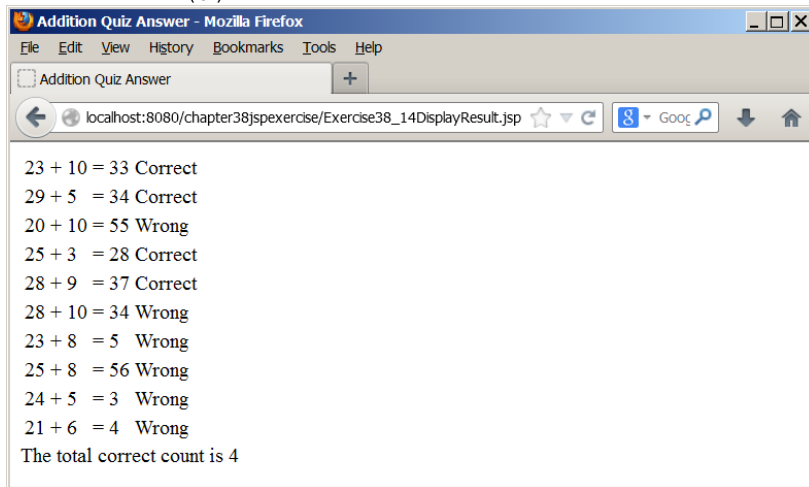 Addition Quiz Answer - Mozilla Firefox
File Edit View History Bookmarks Tools Help
Addition Quiz Answer +
localhost:8080/chapter38jspexercise/Exercise38_14DisplayResult.jsp 8 Goog
23 + 10 = 33 Correct
29 + 5 = 34 Correct
20 + 10 = 55 Wrong
25 + 3 = 28 Correct
28 + 9 = 37 Correct
28 + 10 = 34 Wrong
23 + 8 = 5 Wrong
25 + 8 = 56 Wrong
24 + 5 = 3 Wrong
21 + 6 = 4 Wrong
The total correct count is 4